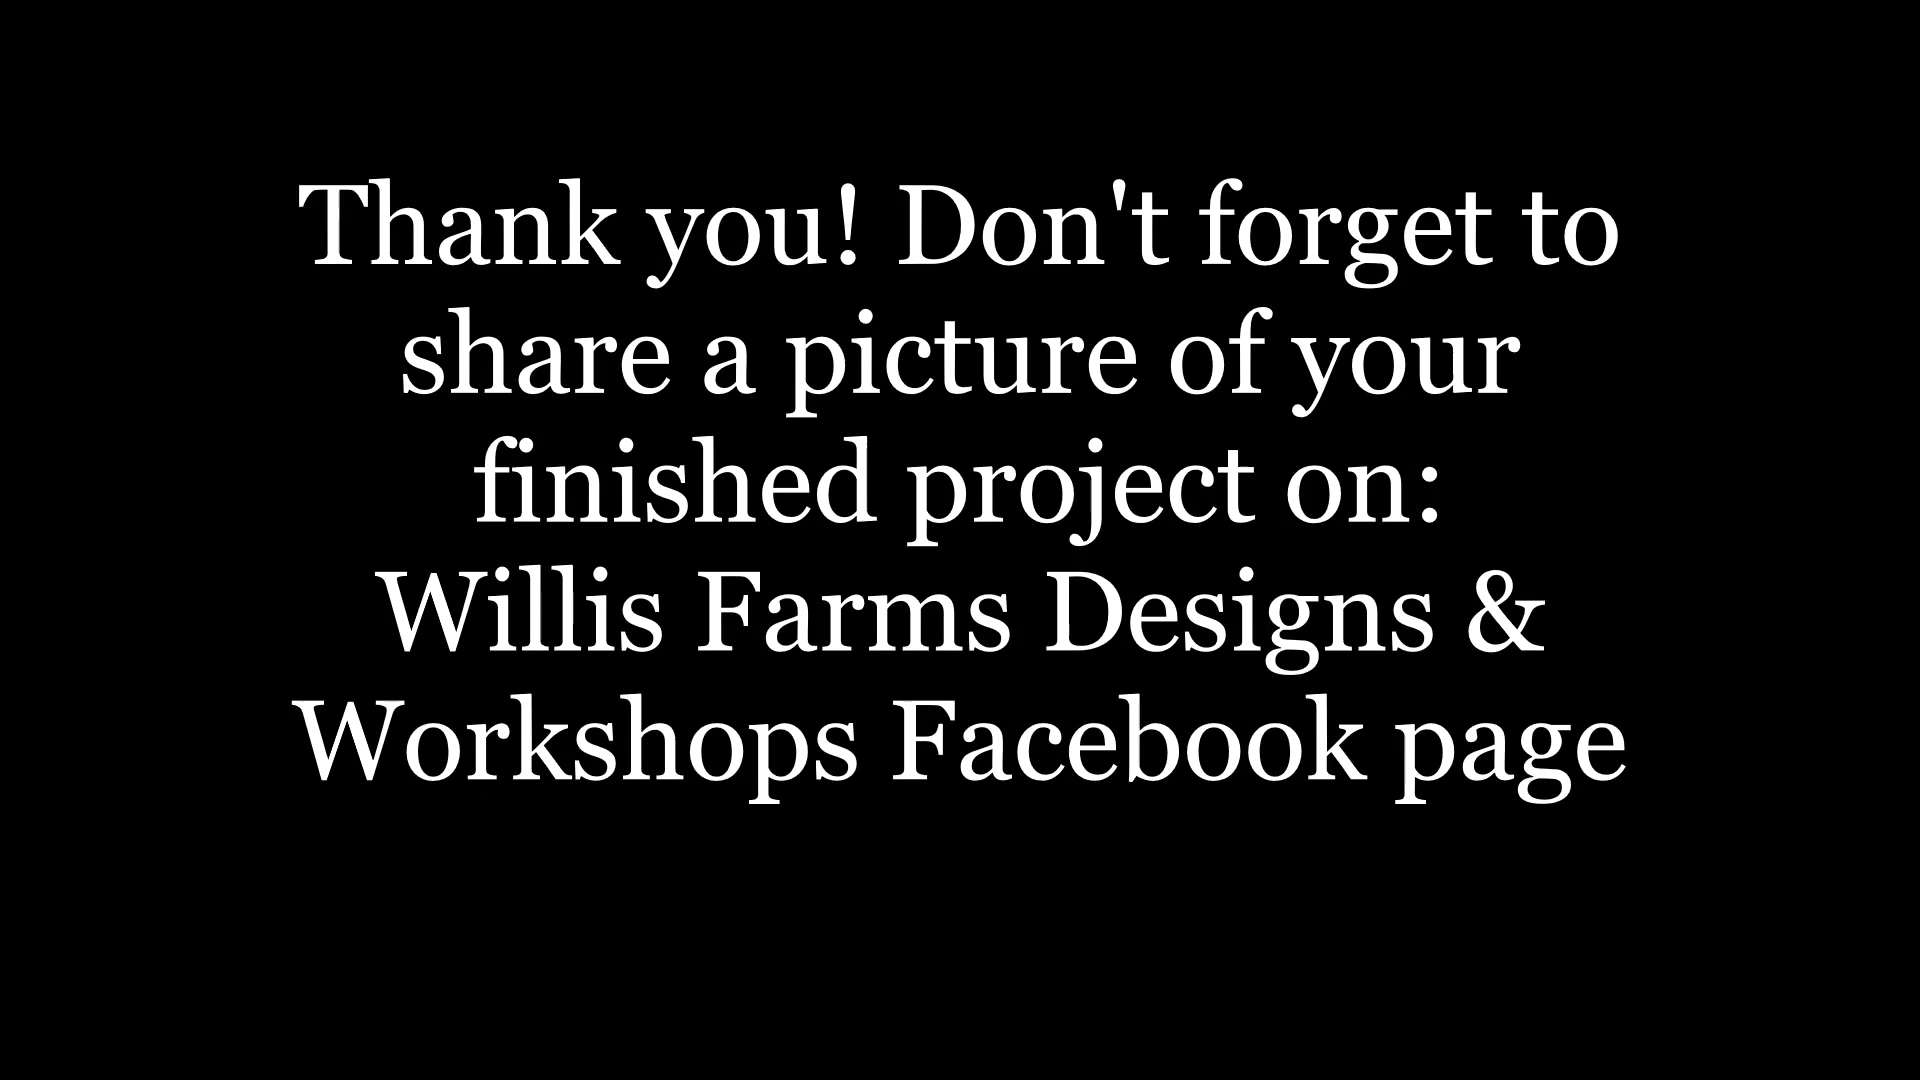 Thank you! Don't forget to
share a picture of your
finished project on:
Willis Farms Designs &
Workshops Facebook page